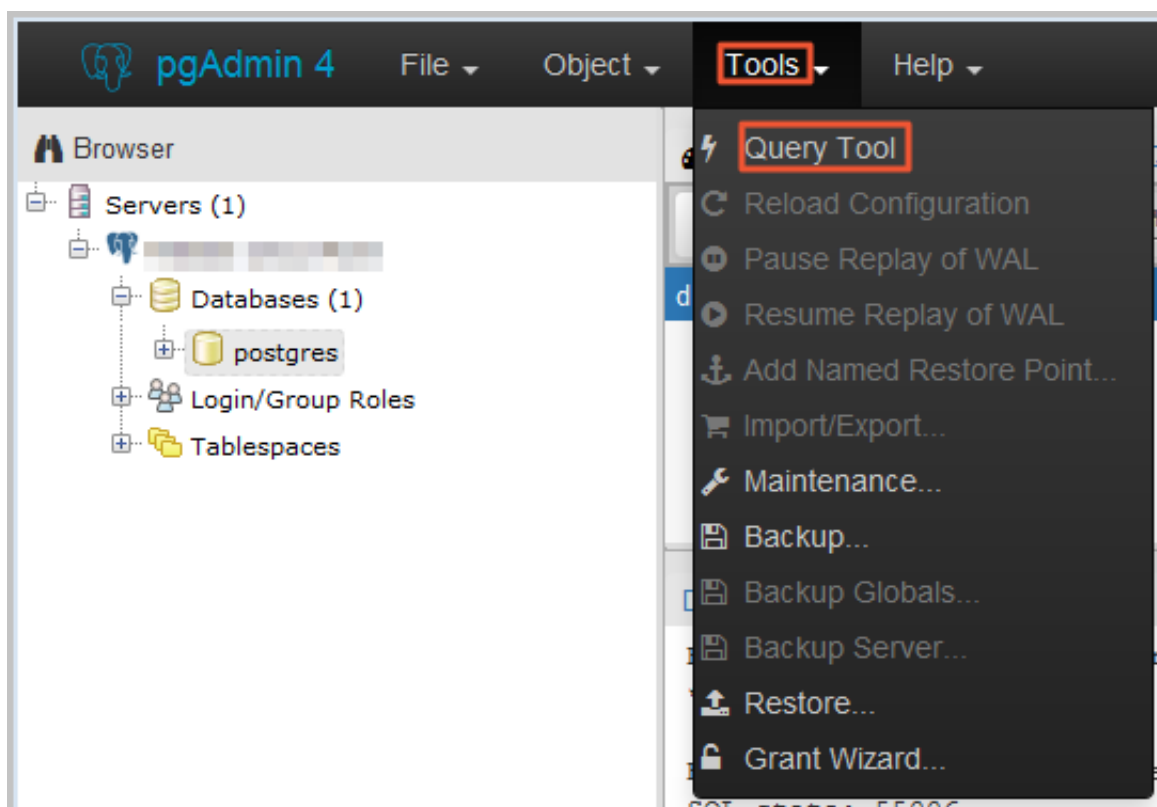 pgAdmin 4 File Object Tools Help
Browser
Servers (1)
Databases (1)
postgres
Login/Group Roles
Tablespaces
Query Tool
Reload Configuration
Pause Replay of WAL
Resume Replay of WAL
Add Named Restore Point...
Import/Export...
Maintenance...
Backup...
Backup Globals...
Backup Server...
Restore...
Grant Wizard...